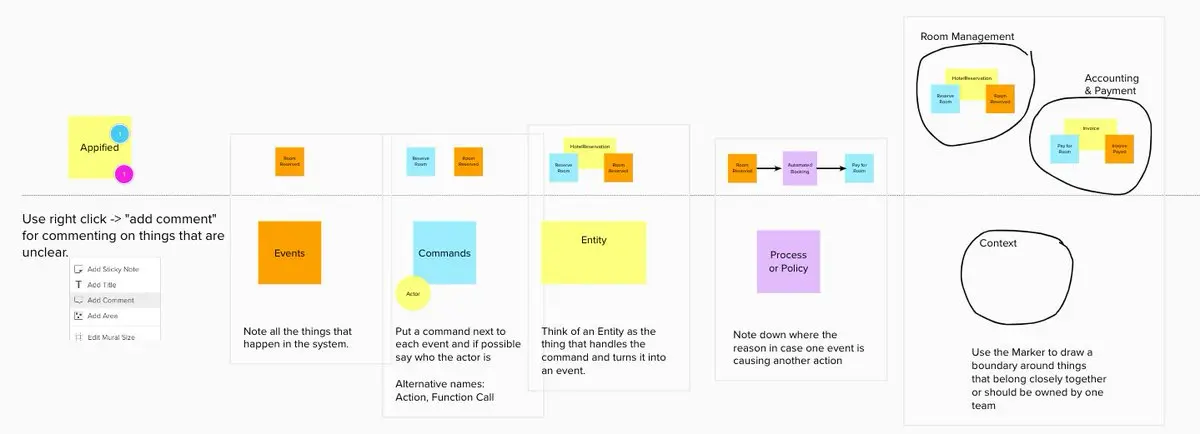 Appified
1
1
Use right click -> "add comment"
for commenting on things that are
unclear.
Add Sticky Note
Add Title
Add Comment
Add Area
Edit Mural Size
Room
Reserved
Events
Note all the things that
happen in the system.
Reserve
Room
Room
Reserved
Commands
Actor
Put a command next to
each event and if possible
say who the actor is
Alternative names:
Action, Function Call
HotelReservation
Reserve
Room
Room
Reserved
Entity
Think of an Entity as the
thing that handles the
command and turns it into
an event.
Room
Reserved
Automated
Booking
Pay for
Room
Process
or Policy
Note down where the
reason in case one event is
causing another action
Room Management
HotelReservation
Reserve
Room
Room
Reserved
Accounting
& Payment
Invoice
Pay for
Room
Invoice
Payed
Context
Use the Marker to draw a
boundary around things
that belong closely together
or should be owned by one
team